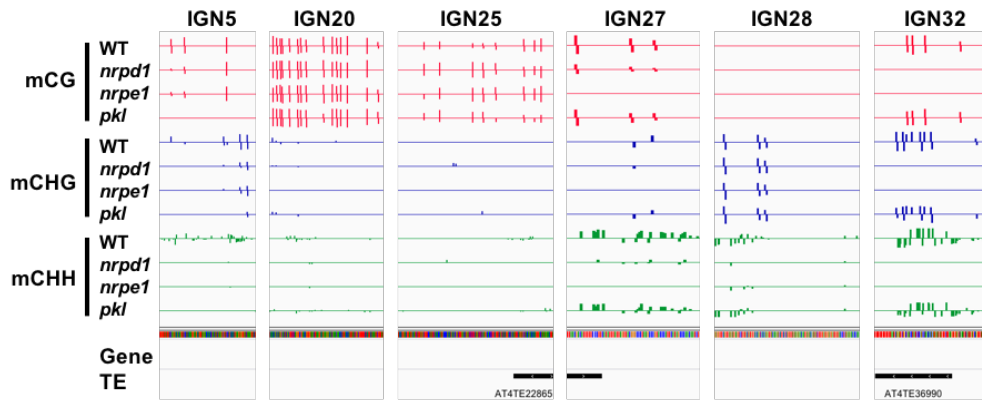 IGN5 IGN20 IGN25 IGN27 IGN28 IGN32
mCG
WT
nrpd1
nrpe1
pkl
mCHG
WT
nrpd1
nrpe1
pkl
mCHH
WT
nrpd1
nrpe1
pkl
Gene
TE
AT4TE22865 AT4TE36990